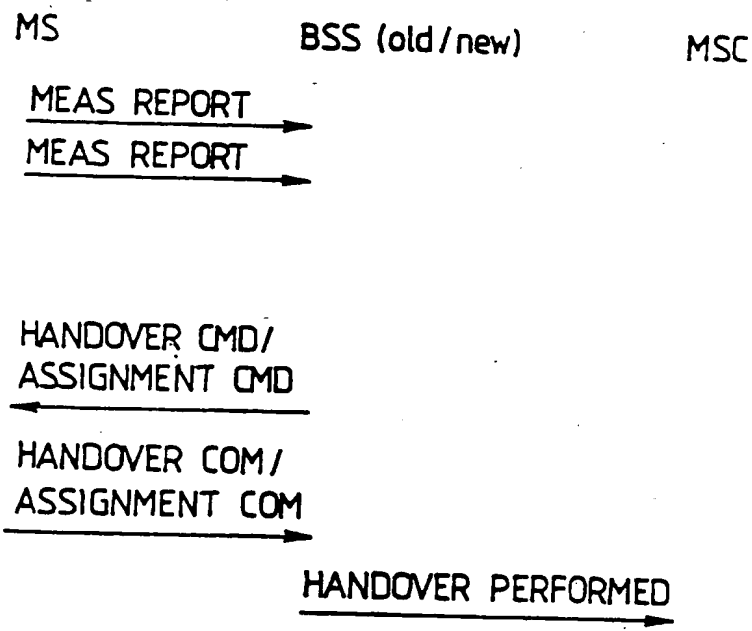 MS BSS (old/new) MSC
MEAS REPORT
MEAS REPORT
HANDOVER CMD/
ASSIGNMENT CMD
HANDOVER COM/
ASSIGNMENT COM
HANDOVER PERFORMED